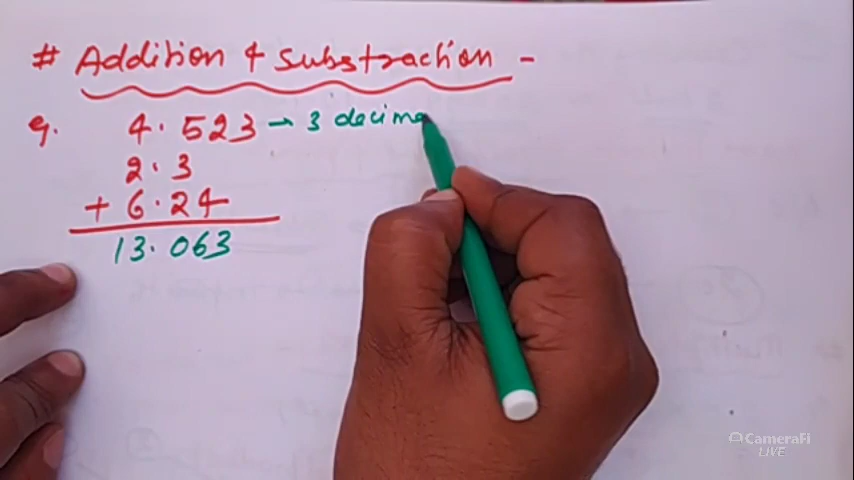 # Addition & Substraction -
eg. 4.523 → 3 decima
2.3
+ 6.24
13.063
CameraFi
LIVE.